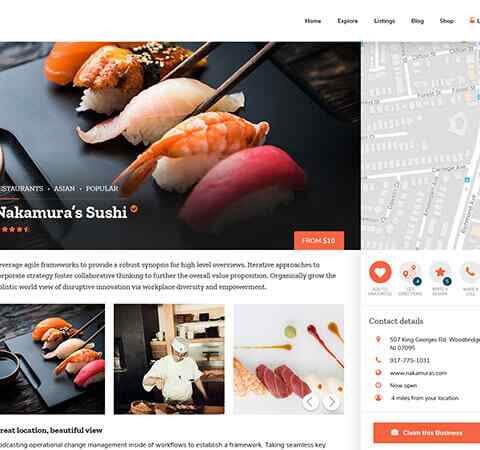 Home Explore Listings Blog Shop
RESTAURANTS • ASIAN • POPULAR
Nakamura's Sushi
FROM $10
everage agile frameworks to provide a robust synopsis for high level overviews. Iterative approaches to
orporate strategy foster collaborative thinking to further the overall value proposition. Organically grow the
olistic world view of disruptive innovation via workplace diversity and empowerment.
ADD TO FAVOURITES
GET DIRECTIONS
WRITE A REVIEW
MAKE A CALL
Contact details
507 King Georges Rd, Woodbridge
NJ 07095
917-775-1031
www.nakamuras.com
Now open
4 miles from your location
Claim this Business
reat location, beautiful view
odcasting operational change management inside of workflows to establish a framework. Taking seamless key